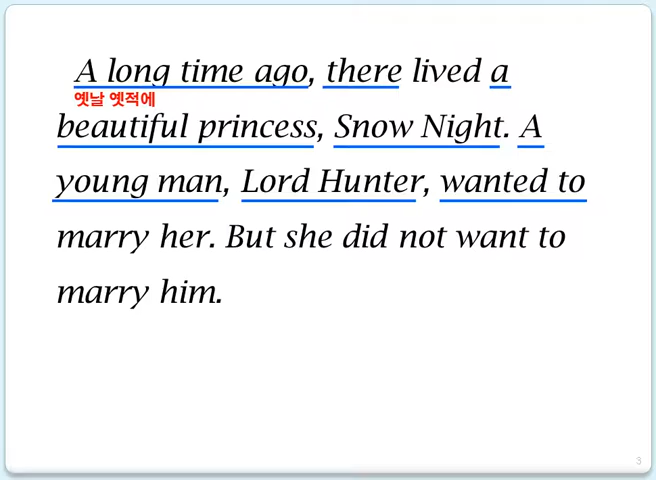 A long time ago, there lived a
옛날 옛적에
beautiful princess, Snow Night. A
young man, Lord Hunter, wanted to
marry her. But she did not want to
marry him.
3